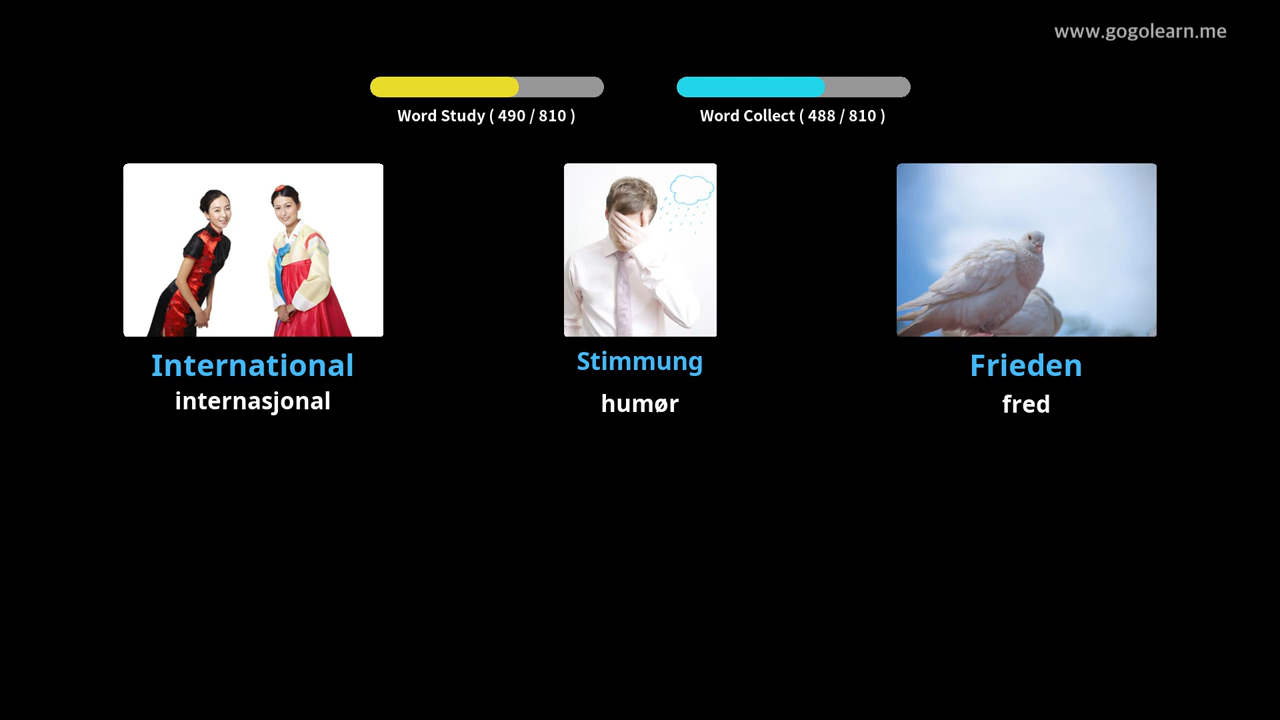 www.gogolearn.me
Word Study ( 490 / 810 )
Word Collect ( 488 / 810 )
International
internasjonal
Stimmung
humør
Frieden
fred